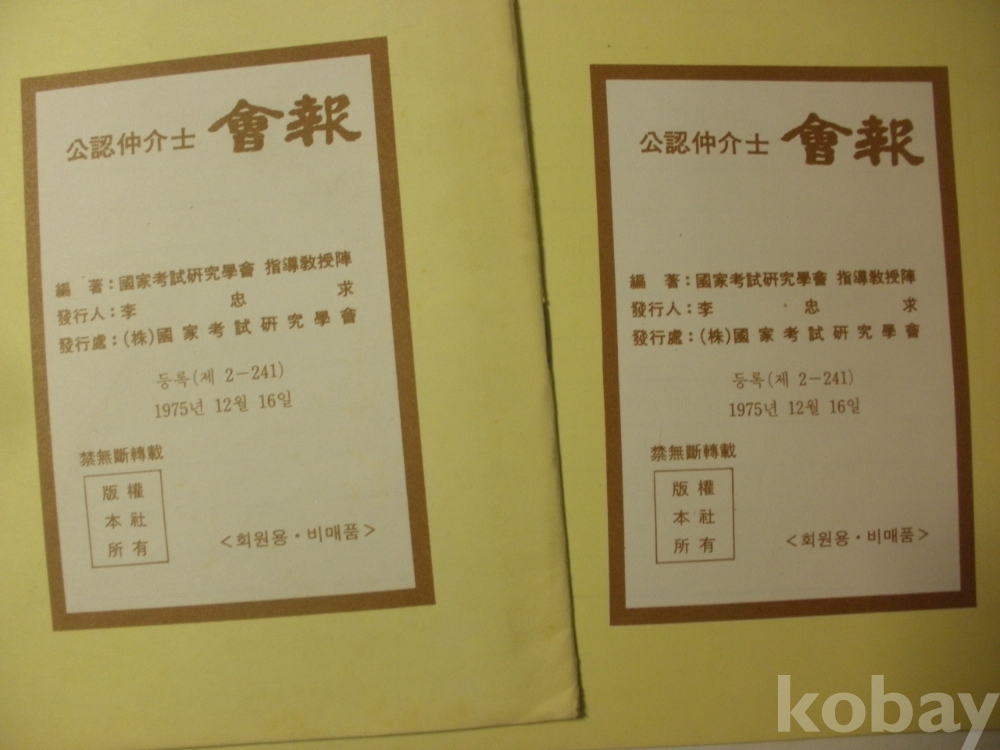 公認仲介士 會報
編 著:國家考試硏究學會 指導敎授陣
發行人:李 忠 求
發行處:(株)國家考試硏究學會
등록(제 2-241)
1975년 12월 16일
禁無斷轉載
版權
本社
所有
<회원용·비매품>
公認仲介士 會報
編 著:國家考試硏究學會 指導敎授陣
發行人:李 忠 求
發行處:(株)國家考試硏究學會
등록(제 2-241)
1975년 12월 16일
禁無斷轉載
版權
本社
所有
<회원용·비매품>
kobay